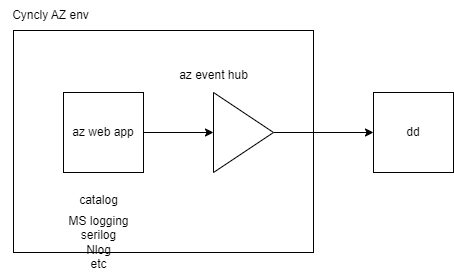 Cyncly AZ env
az event hub
az web app
dd
catalog
MS logging
serilog
Nlog
etc